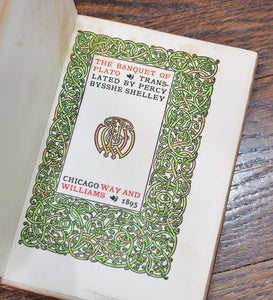 THE BANQUET OF
PLATO ❧ TRANS-
LATED BY PERCY
BYSSHE SHELLEY
CHICAGO WAY AND
WILLIAMS ❧ 1895